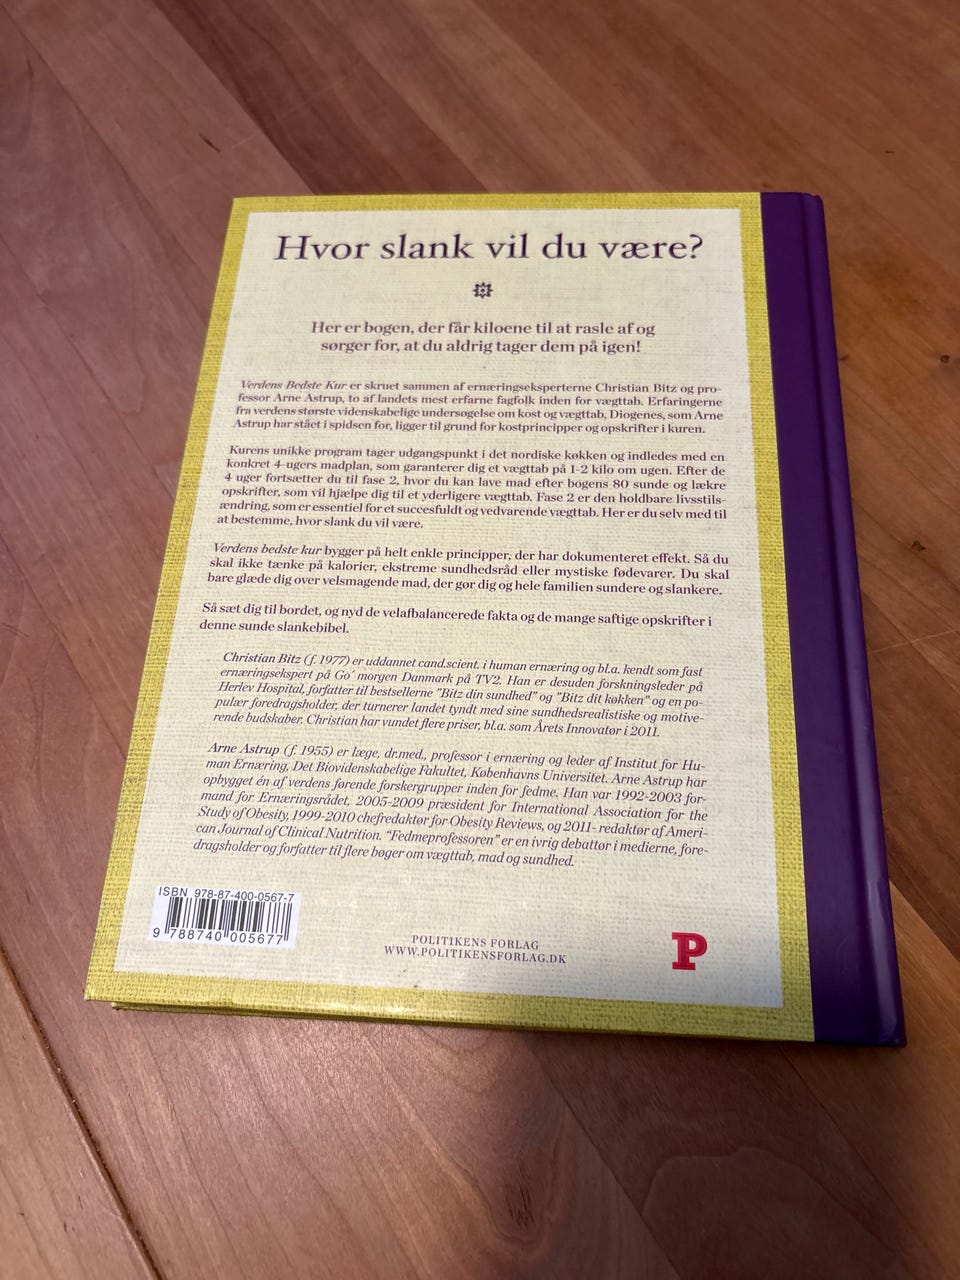 Hvor slank vil du være?
Her er bogen, der får kiloene til at rasle af og
sørger for, at du aldrig tager dem på igen!
Verdens Bedste Kur er skruet sammen af ernæringseksperterne Christian Bitz og pro-
fessor Arne Astrup, to af landets mest erfarne fagfolk inden for vægttab. Erfaringerne
fra verdens største videnskabelige undersøgelse om kost og vægttab, Diogenes, som Arne
Astrup har stået i spidsen for, ligger til grund for kostprincipper og opskrifter i kuren.
Kurens unikke program tager udgangspunkt i det nordiske køkken og indledes med en
konkret 4-ugers madplan, som garanterer dig et vægttab på 1-2 kilo om ugen. Efter de
4 uger fortsætter du til fase 2, hvor du kan lave mad efter bogens 80 sunde og lækre
opskrifter, som vil hjælpe dig til et yderligere vægttab. Fase 2 er den holdbare livsstils-
ændring, som er essentiel for et succesfuldt og vedvarende vægttab. Her er du selv med til
at bestemme, hvor slank du vil være.
Verdens bedste kur bygger på helt enkle principper, der har dokumenteret effekt. Så du
skal ikke tænke på kalorier, ekstreme sundhedsråd eller mystiske fødevarer. Du skal
bare glæde dig over velsmagende mad, der gør dig og hele familien sundere og slankere.
Så sæt dig til bordet, og nyd de velafbalancerede fakta og de mange saftige opskrifter i
denne sunde slankebibel.
Christian Bitz (f. 1977) er uddannet cand.scient. i human ernæring og bl.a. kendt som fast
ernæringsekspert på Go´ morgen Danmark på TV2. Han er desuden forskningsleder på
Herlev Hospital, forfatter til bestsellerne "Bitz din sundhed" og "Bitz dit køkken" og en po-
pulær foredragsholder, der turnerer landet tyndt med sine sundhedsrealistiske og motive-
rende budskaber. Christian har vundet flere priser, bl.a. som Årets Innovatør i 2011.
Arne Astrup (f. 1955) er læge, dr.med., professor i ernæring og leder af Institut for Hu-
man Ernæring, Det Biovidenskabelige Fakultet, Københavns Universitet. Arne Astrup har
opbygget én af verdens førende forskergrupper inden for fedme. Han var 1992-2003 for-
mand for Ernæringsrådet, 2005-2009 præsident for International Association for the
Study of Obesity, 1999-2010 chefredaktør for Obesity Reviews, og 2011- redaktør af Ameri-
can Journal of Clinical Nutrition. "Fedmeprofessoren" er en ivrig debattør i medierne, fore-
dragsholder og forfatter til flere bøger om vægttab, mad og sundhed.
ISBN 978-87-400-0567-7
9 788740 005677
POLITIKENS FORLAG
WWW.POLITIKENSFORLAG.DK
P